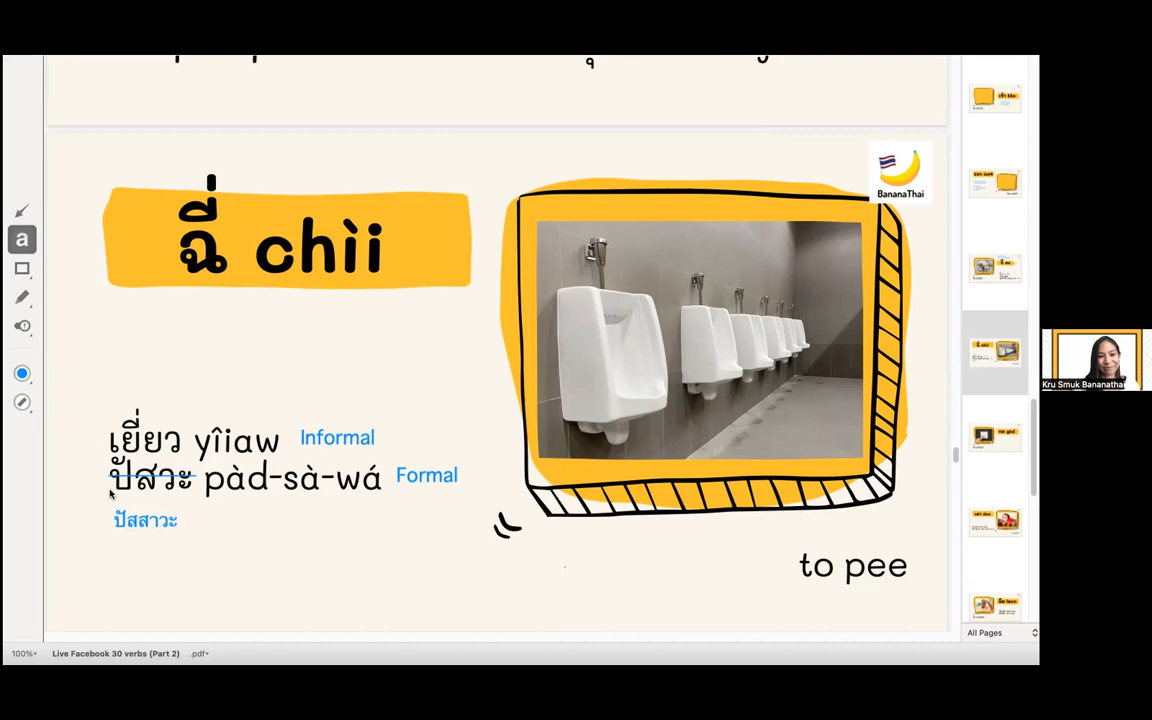 BananaThai
ฉี่ chìi
เยี่ยว yîiaw Informal
ปัสวะ pàd-sà-wá Formal
ปัสสาวะ
to pee
Kru Smuk Bananathai
All Pages
100% Live Facebook 30 verbs (Part 2) .pdf